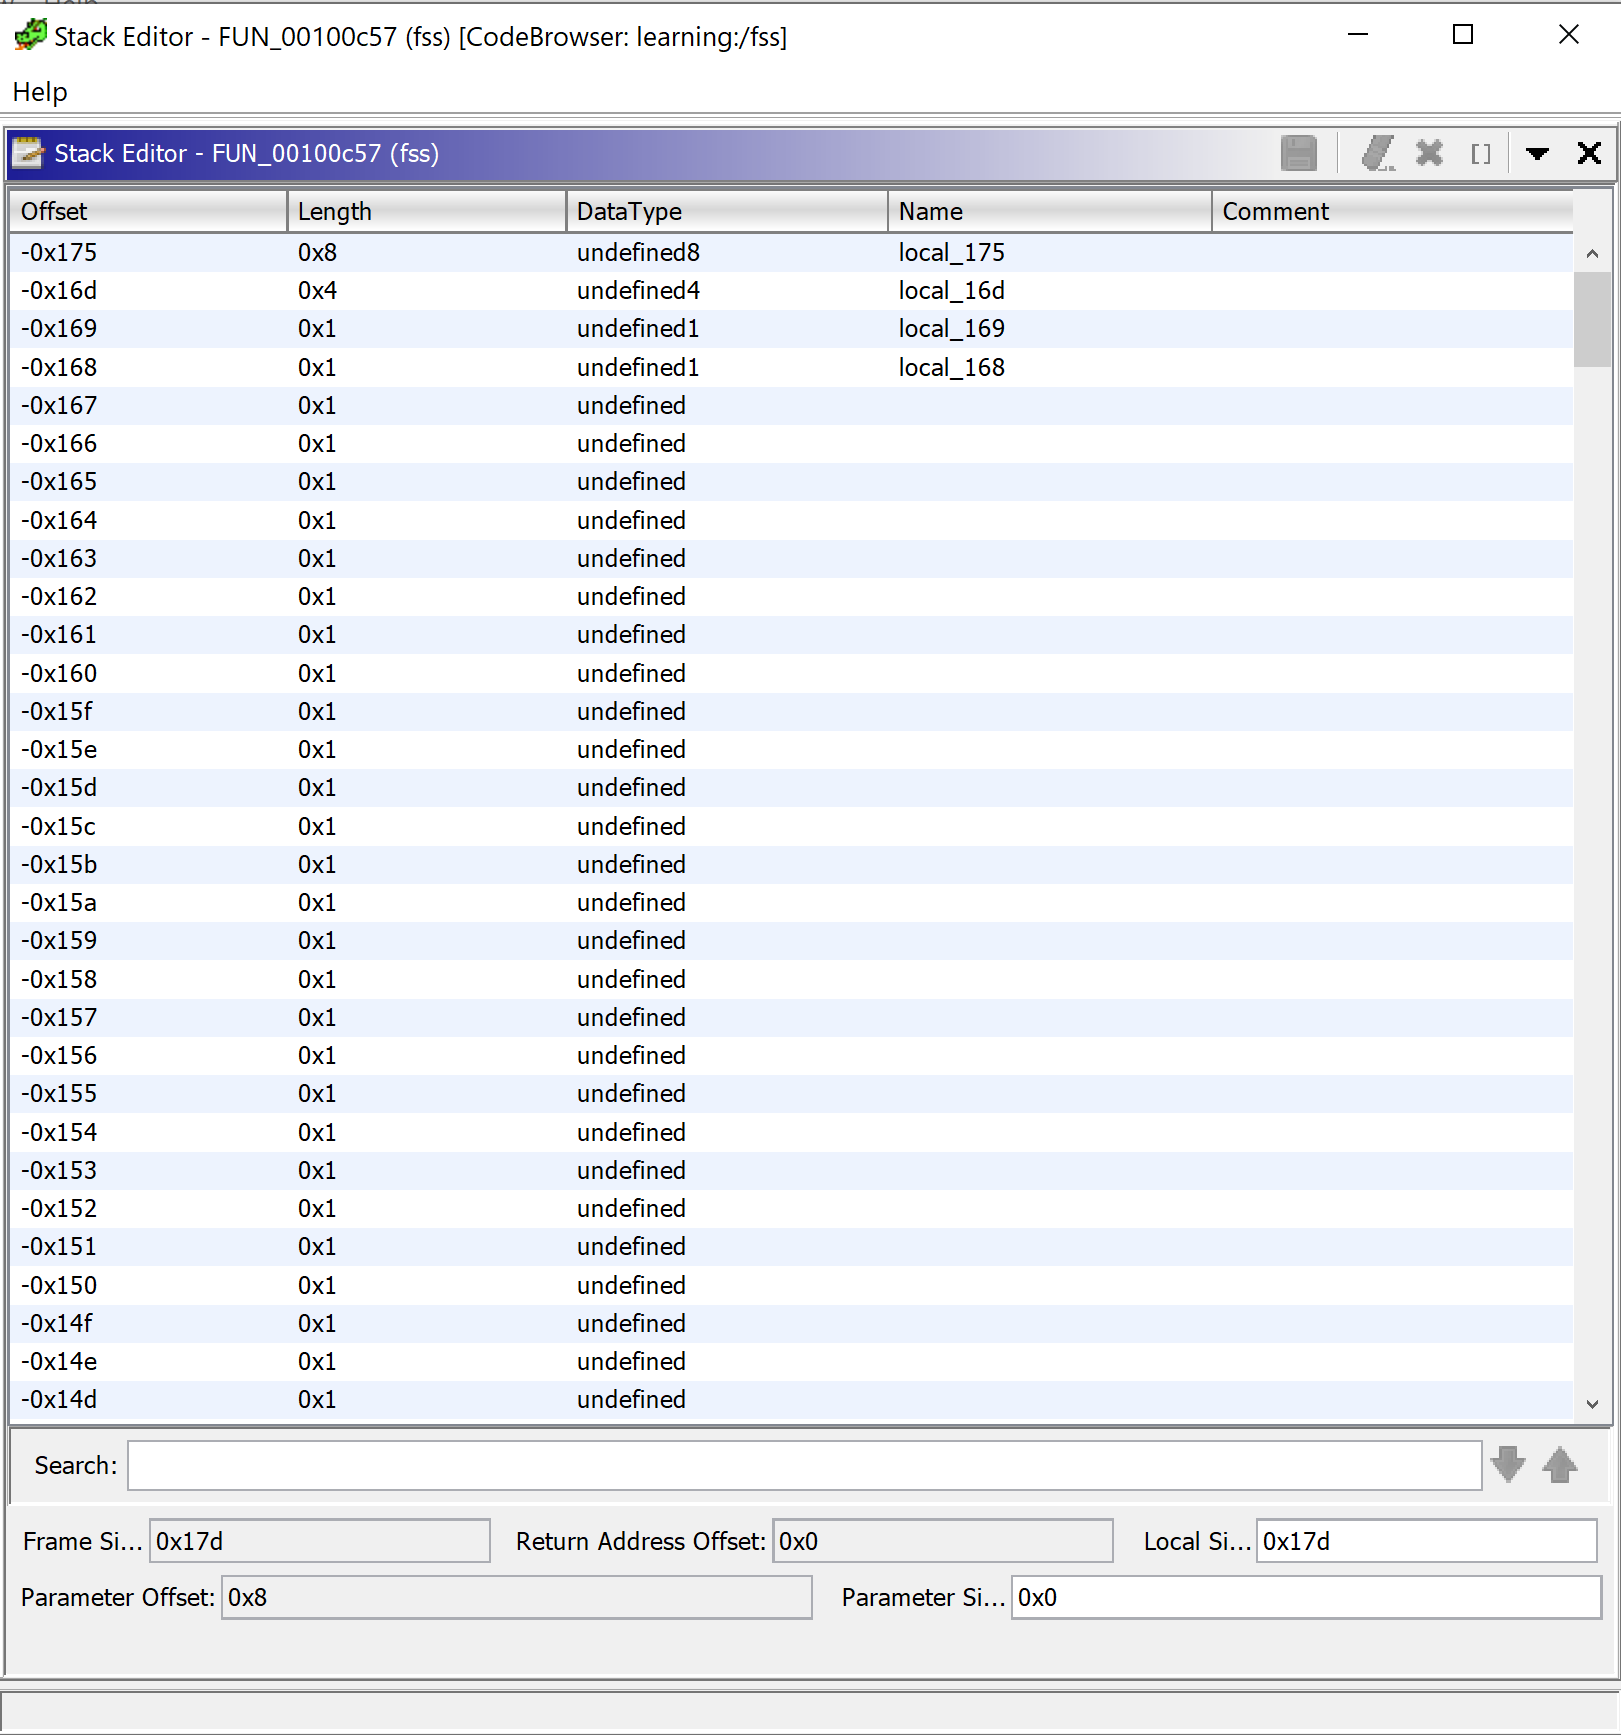 Stack Editor - FUN_00100c57 (fss) [CodeBrowser: learning:/fss]
Help
Stack Editor - FUN_00100c57 (fss)
Offset Length DataType Name Comment
-0x175 0x8 undefined8 local_175
-0x16d 0x4 undefined4 local_16d
-0x169 0x1 undefined1 local_169
-0x168 0x1 undefined1 local_168
-0x167 0x1 undefined
-0x166 0x1 undefined
-0x165 0x1 undefined
-0x164 0x1 undefined
-0x163 0x1 undefined
-0x162 0x1 undefined
-0x161 0x1 undefined
-0x160 0x1 undefined
-0x15f 0x1 undefined
-0x15e 0x1 undefined
-0x15d 0x1 undefined
-0x15c 0x1 undefined
-0x15b 0x1 undefined
-0x15a 0x1 undefined
-0x159 0x1 undefined
-0x158 0x1 undefined
-0x157 0x1 undefined
-0x156 0x1 undefined
-0x155 0x1 undefined
-0x154 0x1 undefined
-0x153 0x1 undefined
-0x152 0x1 undefined
-0x151 0x1 undefined
-0x150 0x1 undefined
-0x14f 0x1 undefined
-0x14e 0x1 undefined
-0x14d 0x1 undefined
Search:
Frame Si... 0x17d Return Address Offset: 0x0 Local Si... 0x17d
Parameter Offset: 0x8 Parameter Si... 0x0